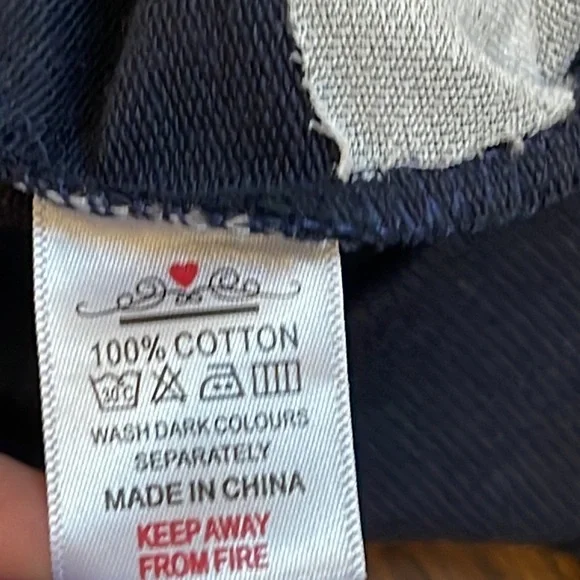 100% COTTON
30°C
WASH DARK COLOURS
SEPARATELY
MADE IN CHINA
KEEP AWAY
FROM FIRE